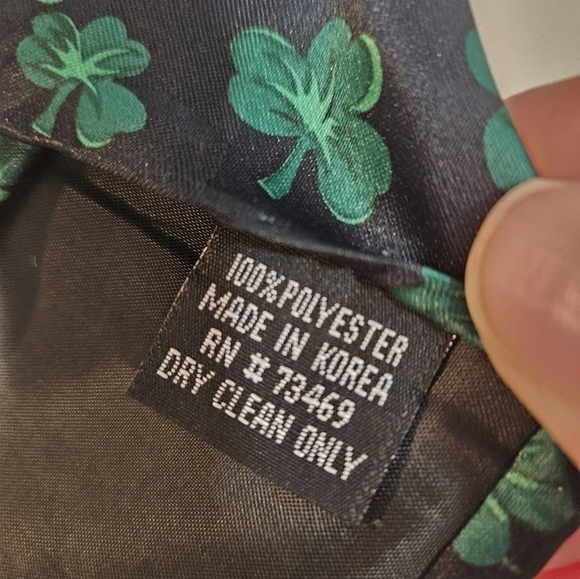 100% POLYESTER
MADE IN KOREA
RN # 73469
DRY CLEAN ONLY